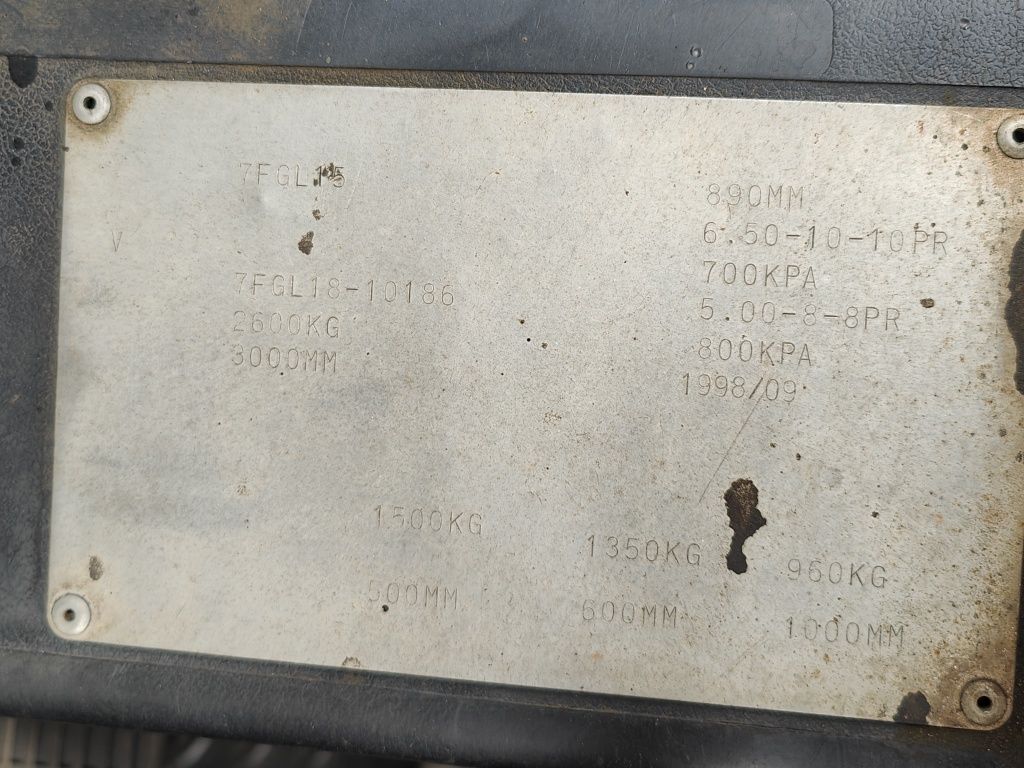 7FGL15
V
7FGL18-10186
2600KG
3000MM
890MM
6.50-10-10PR
700KPA
5.00-8-8PR
800KPA
1998/09
1500KG
1350KG
960KG
500MM
600MM
1000MM